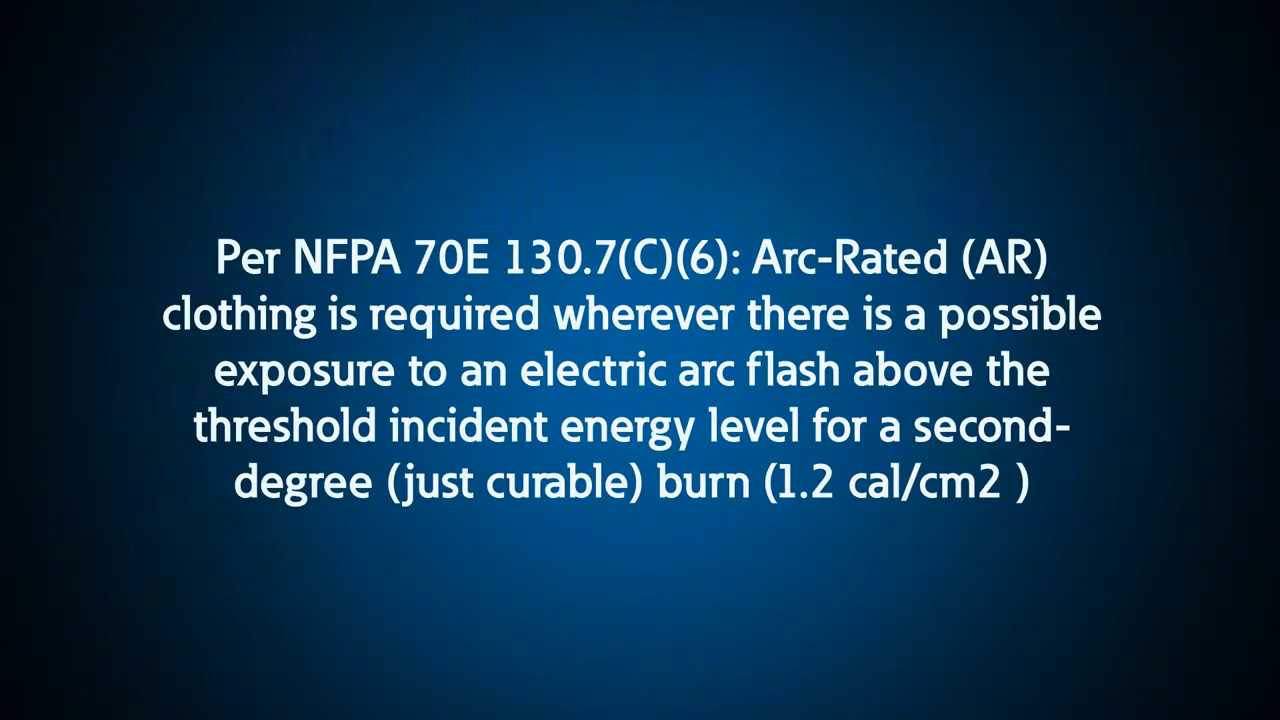 Per NFPA 70E 130.7(C)(6): Arc-Rated (AR)
clothing is required wherever there is a possible
exposure to an electric arc flash above the
threshold incident energy level for a second-
degree (just curable) burn (1.2 cal/cm2 )